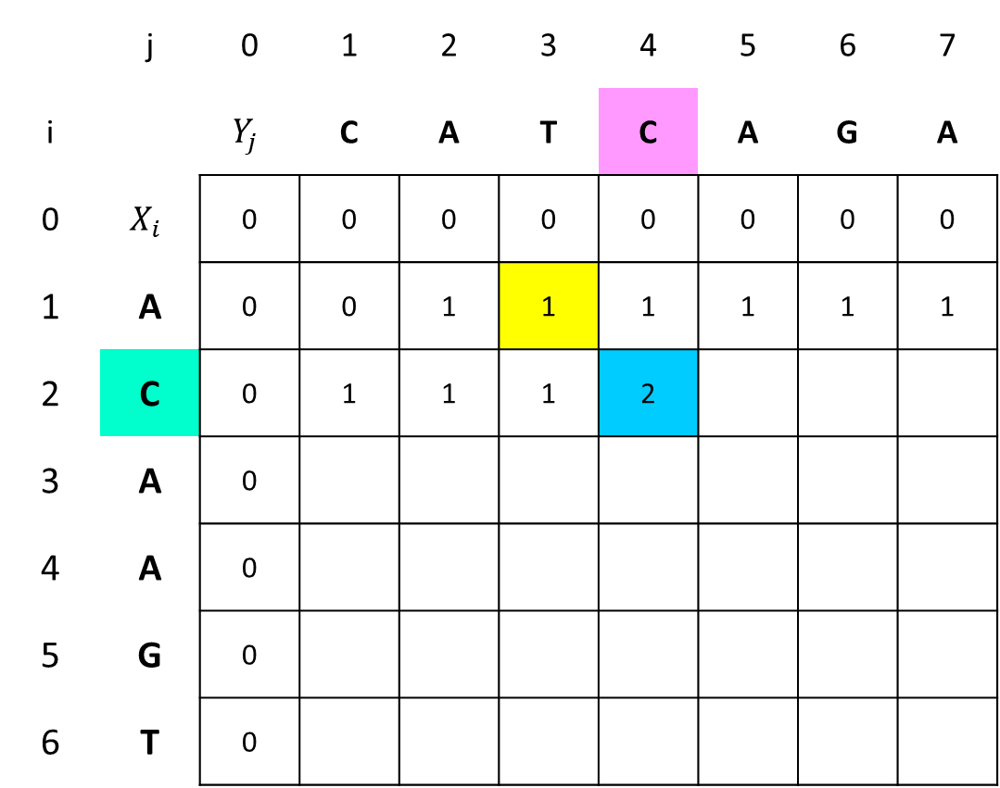 j 0 1 2 3 4 5 6 7
i Yj C A T C A G A
0 Xi 0 0 0 0 0 0 0 0
1 A 0 0 1 1 1 1 1 1
2 C 0 1 1 1 2
3 A 0
4 A 0
5 G 0
6 T 0